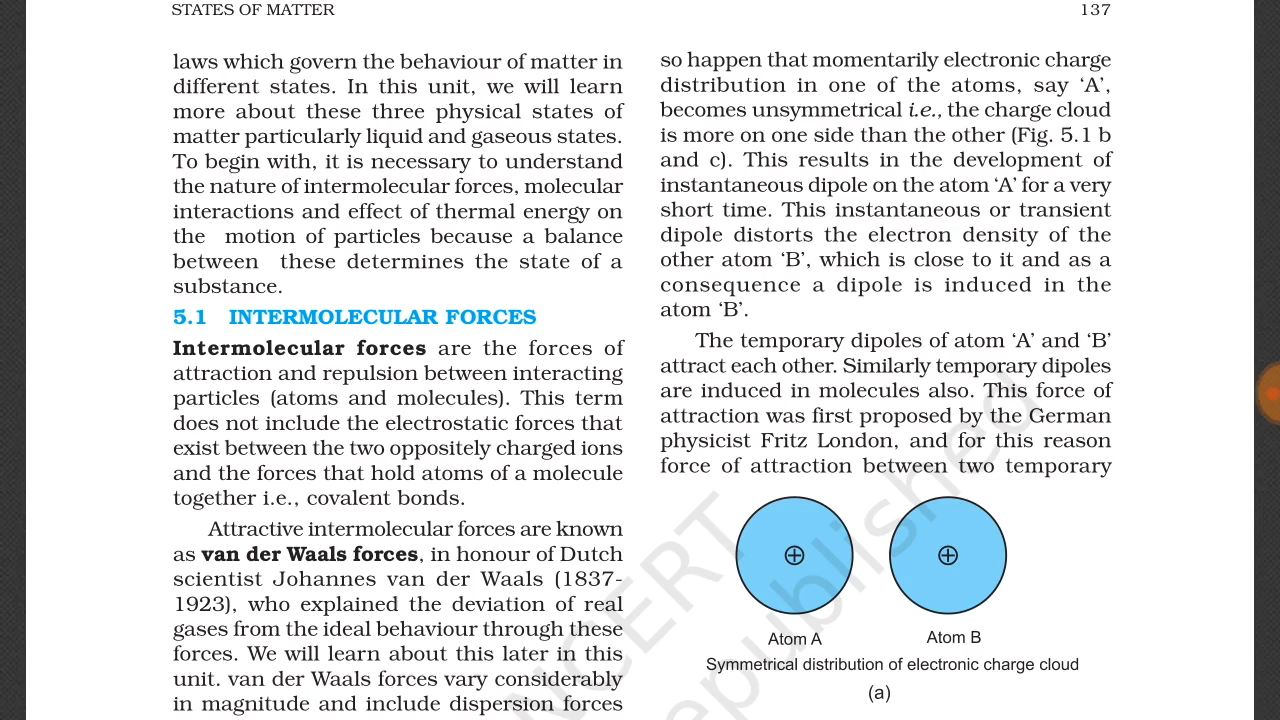 STATES OF MATTER
137
laws which govern the behaviour of matter in
different states. In this unit, we will learn
more about these three physical states of
matter particularly liquid and gaseous states.
To begin with, it is necessary to understand
the nature of intermolecular forces, molecular
interactions and effect of thermal energy on
the motion of particles because a balance
between these determines the state of a
substance.
5.1 INTERMOLECULAR FORCES
Intermolecular forces are the forces of
attraction and repulsion between interacting
particles (atoms and molecules). This term
does not include the electrostatic forces that
exist between the two oppositely charged ions
and the forces that hold atoms of a molecule
together i.e., covalent bonds.
Attractive intermolecular forces are known
as van der Waals forces, in honour of Dutch
scientist Johannes van der Waals (1837-
1923), who explained the deviation of real
gases from the ideal behaviour through these
forces. We will learn about this later in this
unit. van der Waals forces vary considerably
in magnitude and include dispersion forces
so happen that momentarily electronic charge
distribution in one of the atoms, say ‘A’,
becomes unsymmetrical i.e., the charge cloud
is more on one side than the other (Fig. 5.1 b
and c). This results in the development of
instantaneous dipole on the atom ‘A’ for a very
short time. This instantaneous or transient
dipole distorts the electron density of the
other atom ‘B’, which is close to it and as a
consequence a dipole is induced in the
atom ‘B’.
The temporary dipoles of atom ‘A’ and ‘B’
attract each other. Similarly temporary dipoles
are induced in molecules also. This force of
attraction was first proposed by the German
physicist Fritz London, and for this reason
force of attraction between two temporary
+ +
Atom A Atom B
Symmetrical distribution of electronic charge cloud
(a)
NCERT
republished